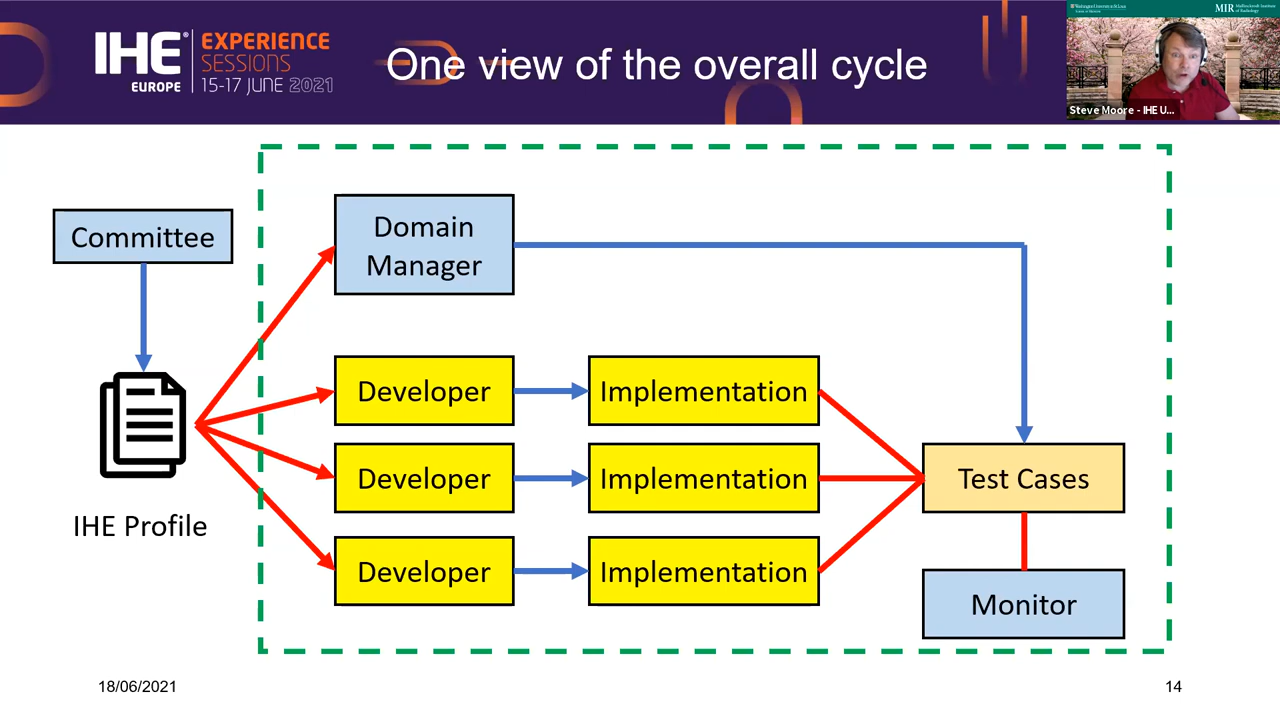 IHE®
EUROPE
EXPERIENCE
SESSIONS
15-17 JUNE 2021
One view of the overall cycle
MIR
Steve Moore - IHE U...
Committee
IHE Profile
Domain
Manager
Developer
Implementation
Developer
Implementation
Developer
Implementation
Test Cases
Monitor
18/06/2021
14